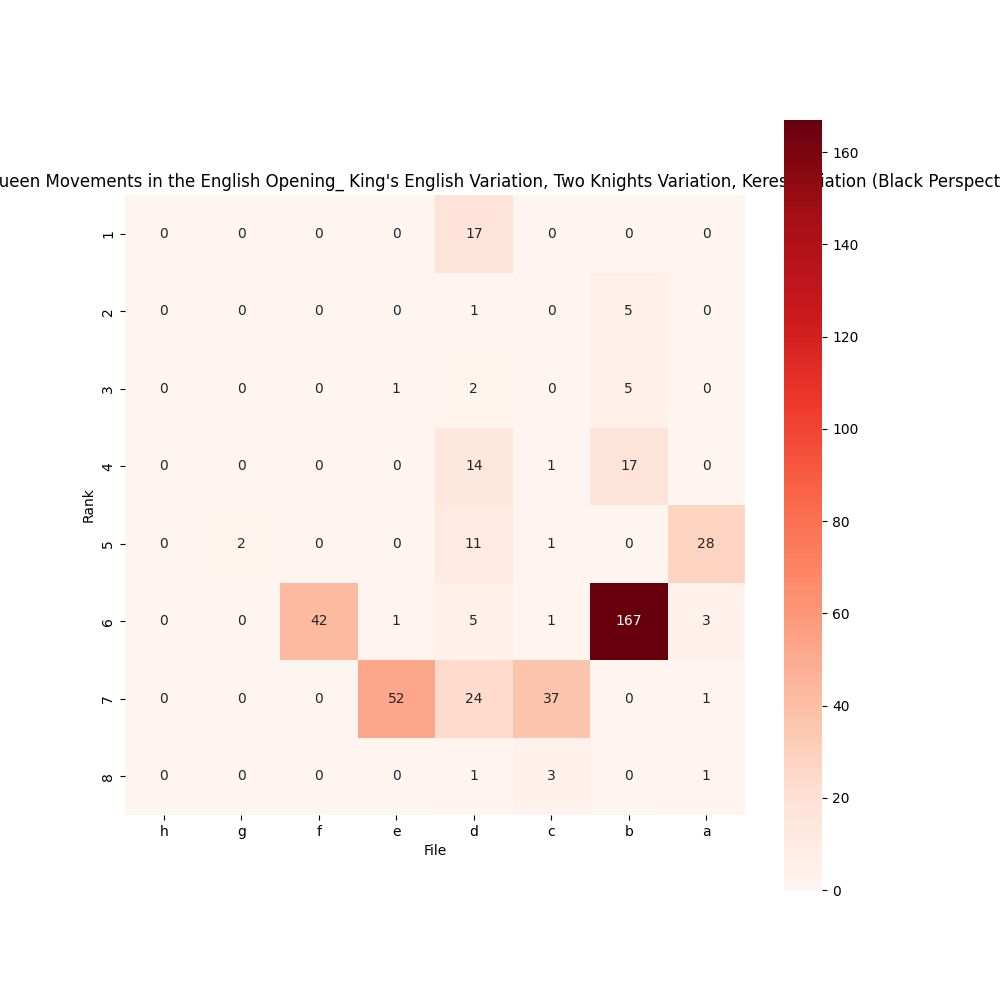 160
ueen Movements in the English Opening_ King's English Variation, Two Knights Variation, Keres Variation (Black Perspect
1 0 0 0 0 17 0 0 0
140
2 0 0 0 0 1 0 5 0
120
3 0 0 0 1 2 0 5 0
100
4 0 0 0 0 14 1 17 0
80
Rank
5 0 2 0 0 11 1 0 28
60
6 0 0 42 1 5 1 167 3
40
7 0 0 0 52 24 37 0 1
20
8 0 0 0 0 1 3 0 1
h g f e d c b a
File
0